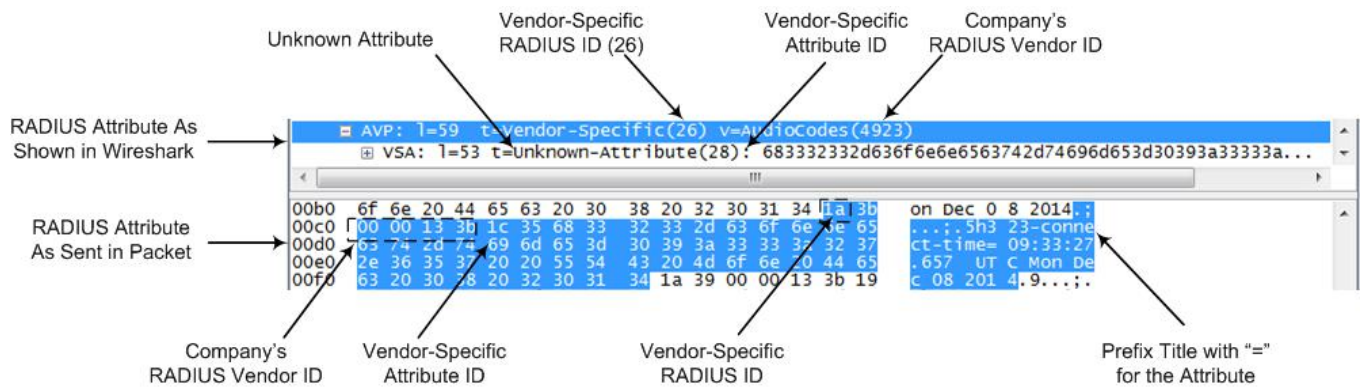 Unknown Attribute
Vendor-Specific
RADIUS ID (26)
Vendor-Specific
Attribute ID
Company's
RADIUS Vendor ID
RADIUS Attribute As
Shown in Wireshark
AVP: l=59 t=Vendor-Specific(26) v=AudioCodes(4923)
VSA: l=53 t=Unknown-Attribute(28): 683332332d636f6e6e6563742d74696d653d30393a33333a...
RADIUS Attribute
As Sent in Packet
00b0 6f 6e 20 44 65 63 20 30 38 20 32 30 31 34 1a 3b on Dec 0 8 2014.;
00c0 00 00 13 3b 1c 35 68 33 32 33 2d 63 6f 6e 6e 65 ...;.5h3 23-conne
00d0 63 74 2d 74 69 6d 65 3d 30 39 3a 33 33 3a 32 37 ct-time= 09:33:27
00e0 2e 36 35 37 20 20 55 54 43 20 4d 6f 6e 20 44 65 .657 UT C Mon De
00f0 63 20 30 38 20 32 30 31 34 1a 39 00 00 13 3b 19 c 08 201 4.9...;.
Company's
RADIUS Vendor ID
Vendor-Specific
Attribute ID
Vendor-Specific
RADIUS ID
Prefix Title with "="
for the Attribute